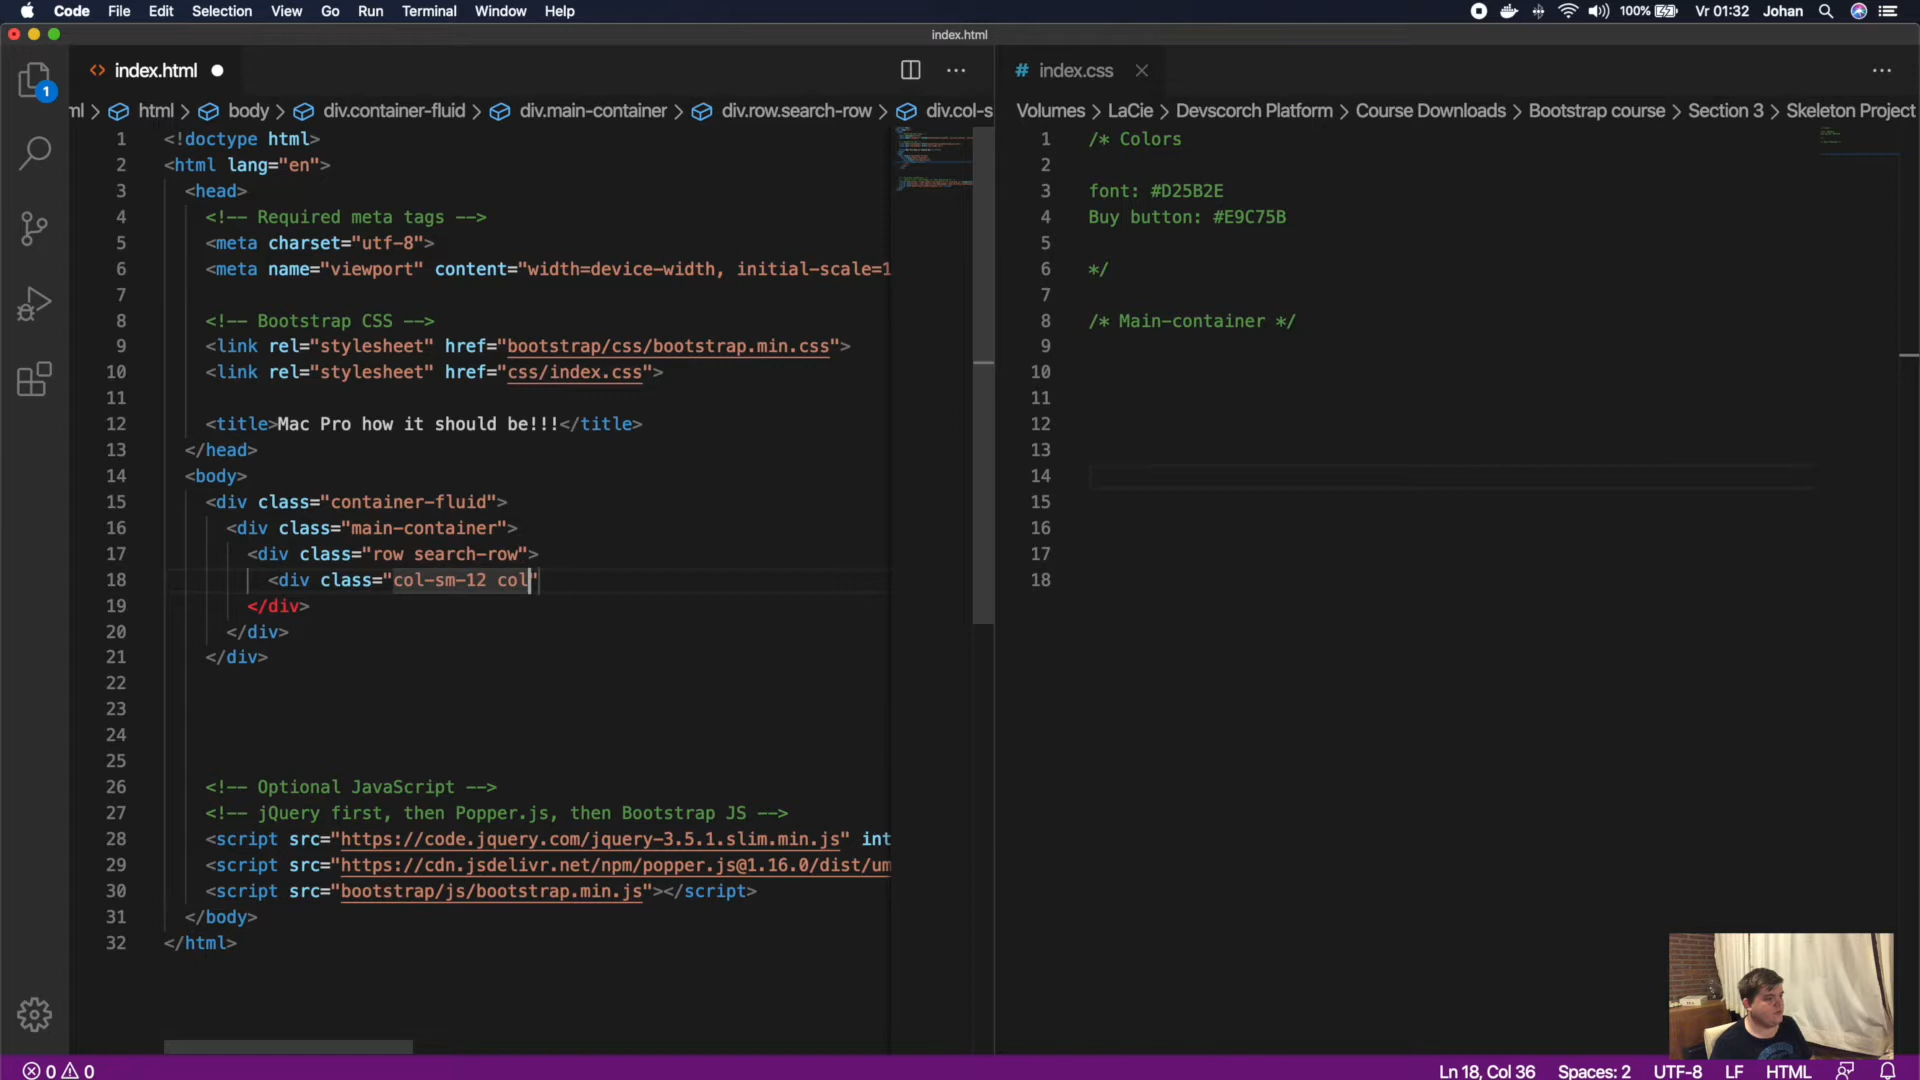 Code File Edit Selection View Go Run Terminal Window Help 100% Vr 01:32 Johan
index.html
<> index.html
1
ml > html > body > div.container-fluid > div.main-container > div.row.search-row > div.col-s
1 <!doctype html>
2 <html lang="en">
3 <head>
4 <!-- Required meta tags -->
5 <meta charset="utf-8">
6 <meta name="viewport" content="width=device-width, initial-scale=1
7
8 <!-- Bootstrap CSS -->
9 <link rel="stylesheet" href="bootstrap/css/bootstrap.min.css">
10 <link rel="stylesheet" href="css/index.css">
11
12 <title>Mac Pro how it should be!!!</title>
13 </head>
14 <body>
15 <div class="container-fluid">
16 <div class="main-container">
17 <div class="row search-row">
18 <div class="col-sm-12 col"
19 </div>
20 </div>
21 </div>
22
23
24
25
26 <!-- Optional JavaScript -->
27 <!-- jQuery first, then Popper.js, then Bootstrap JS -->
28 <script src="https://code.jquery.com/jquery-3.5.1.slim.min.js" int
29 <script src="https://cdn.jsdelivr.net/npm/popper.js@1.16.0/dist/um
30 <script src="bootstrap/js/bootstrap.min.js"></script>
31 </body>
32 </html>
# index.css
Volumes > LaCie > Devscorch Platform > Course Downloads > Bootstrap course > Section 3 > Skeleton Project
1 /* Colors
2
3 font: #D25B2E
4 Buy button: #E9C75B
5
6 */
7
8 /* Main-container */
9
10
11
12
13
14
15
16
17
18
0 0 Ln 18, Col 36 Spaces: 2 UTF-8 LF HTML